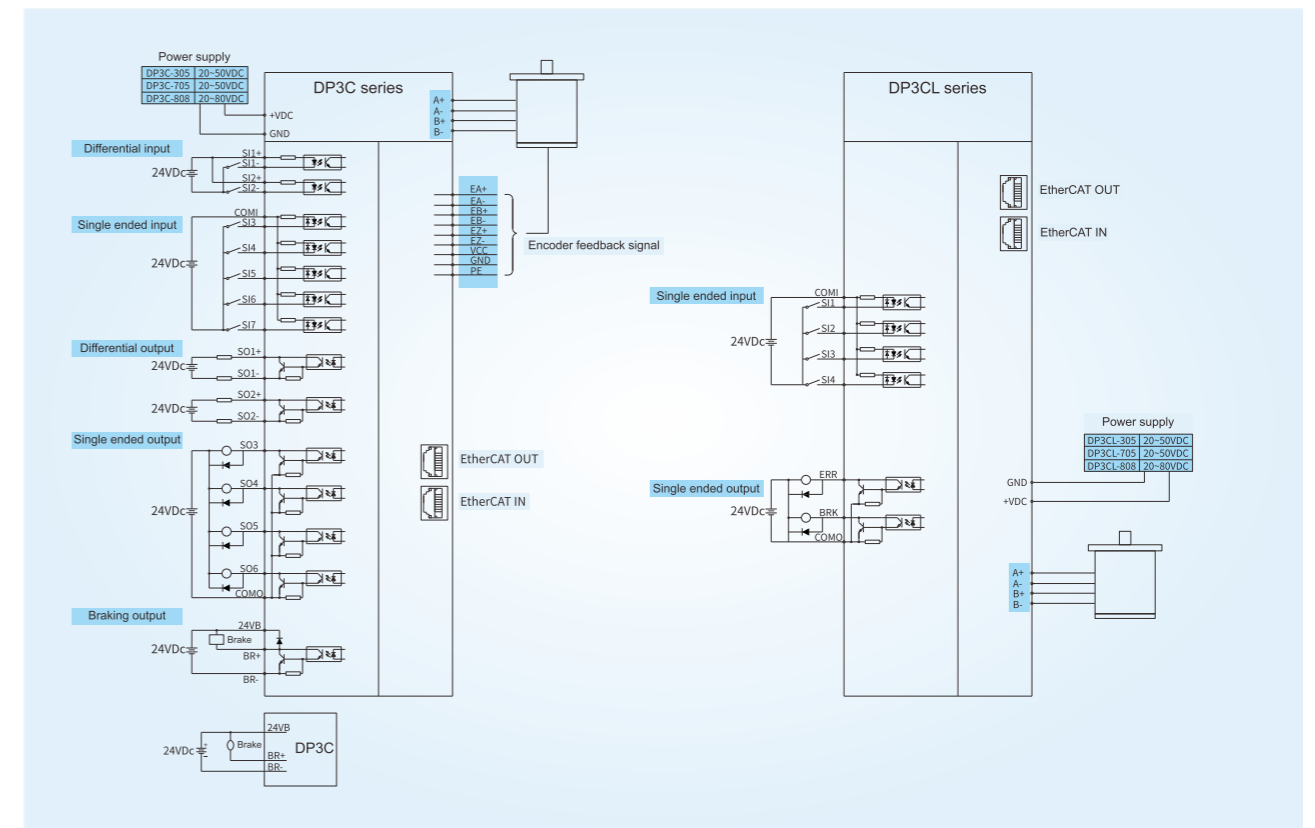 Power supply
DP3C-305 20~50VDC
DP3C-705 20~50VDC
DP3C-808 20~80VDC
DP3C series
+VDC
GND
A+
A-
B+
B-
Differential input
24VDc
SI1+
SI1-
SI2+
SI2-
Single ended input
24VDc
COMI
SI3
SI4
SI5
SI6
SI7
EA+
EA-
EB+
EB-
EZ+
EZ-
VCC
GND
PE
Encoder feedback signal
Differential output
24VDc
SO1+
SO1-
24VDc
SO2+
SO2-
Single ended output
24VDc
SO3
SO4
SO5
SO6
COMO
EtherCAT OUT
EtherCAT IN
Braking output
24VDc
24VB
Brake
BR+
BR-
24VDc
+
-
Brake
24VB
BR+
BR-
DP3C
DP3CL series
EtherCAT OUT
EtherCAT IN
Single ended input
24VDc
COMI
SI1
SI2
SI3
SI4
Single ended output
24VDc
ERR
BRK
COMO
Power supply
DP3CL-305 20~50VDC
DP3CL-705 20~50VDC
DP3CL-808 20~80VDC
GND
+VDC
A+
A-
B+
B-